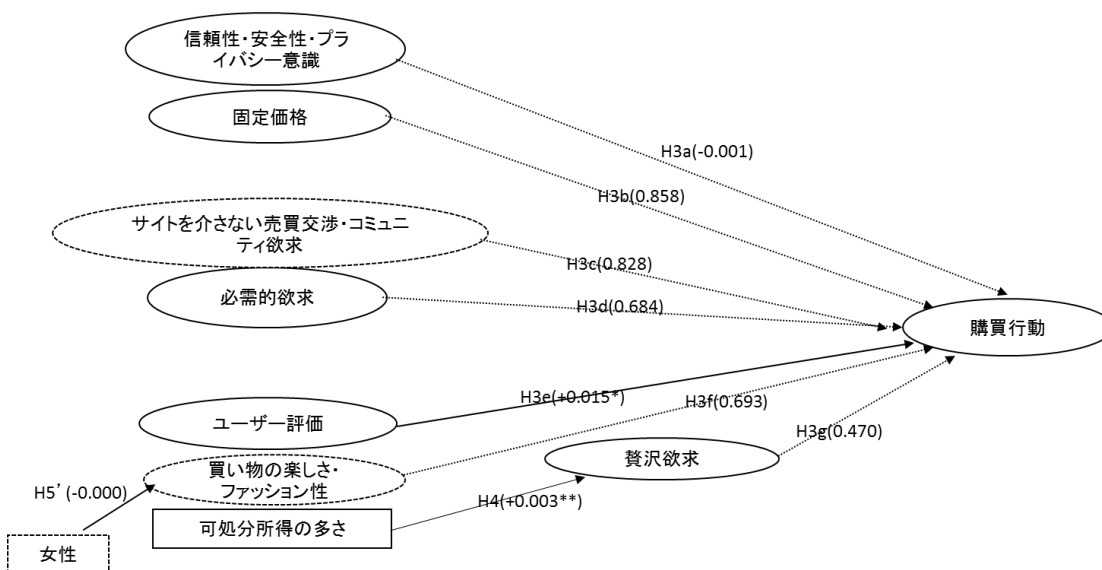 信頼性・安全性・プラ
イバシー意識
固定価格
H3a(-0.001)
H3b(0.858)
サイトを介さない売買交渉・コミュニ
ティ欲求
H3c(0.828)
必需的欲求
H3d(0.684)
購買行動
H3e(+0.015*)
H3f(0.693)
ユーザー評価
H3g(0.470)
買い物の楽しさ・
ファッション性
贅沢欲求
H5’(-0.000)
H4(+0.003**)
可処分所得の多さ
女性